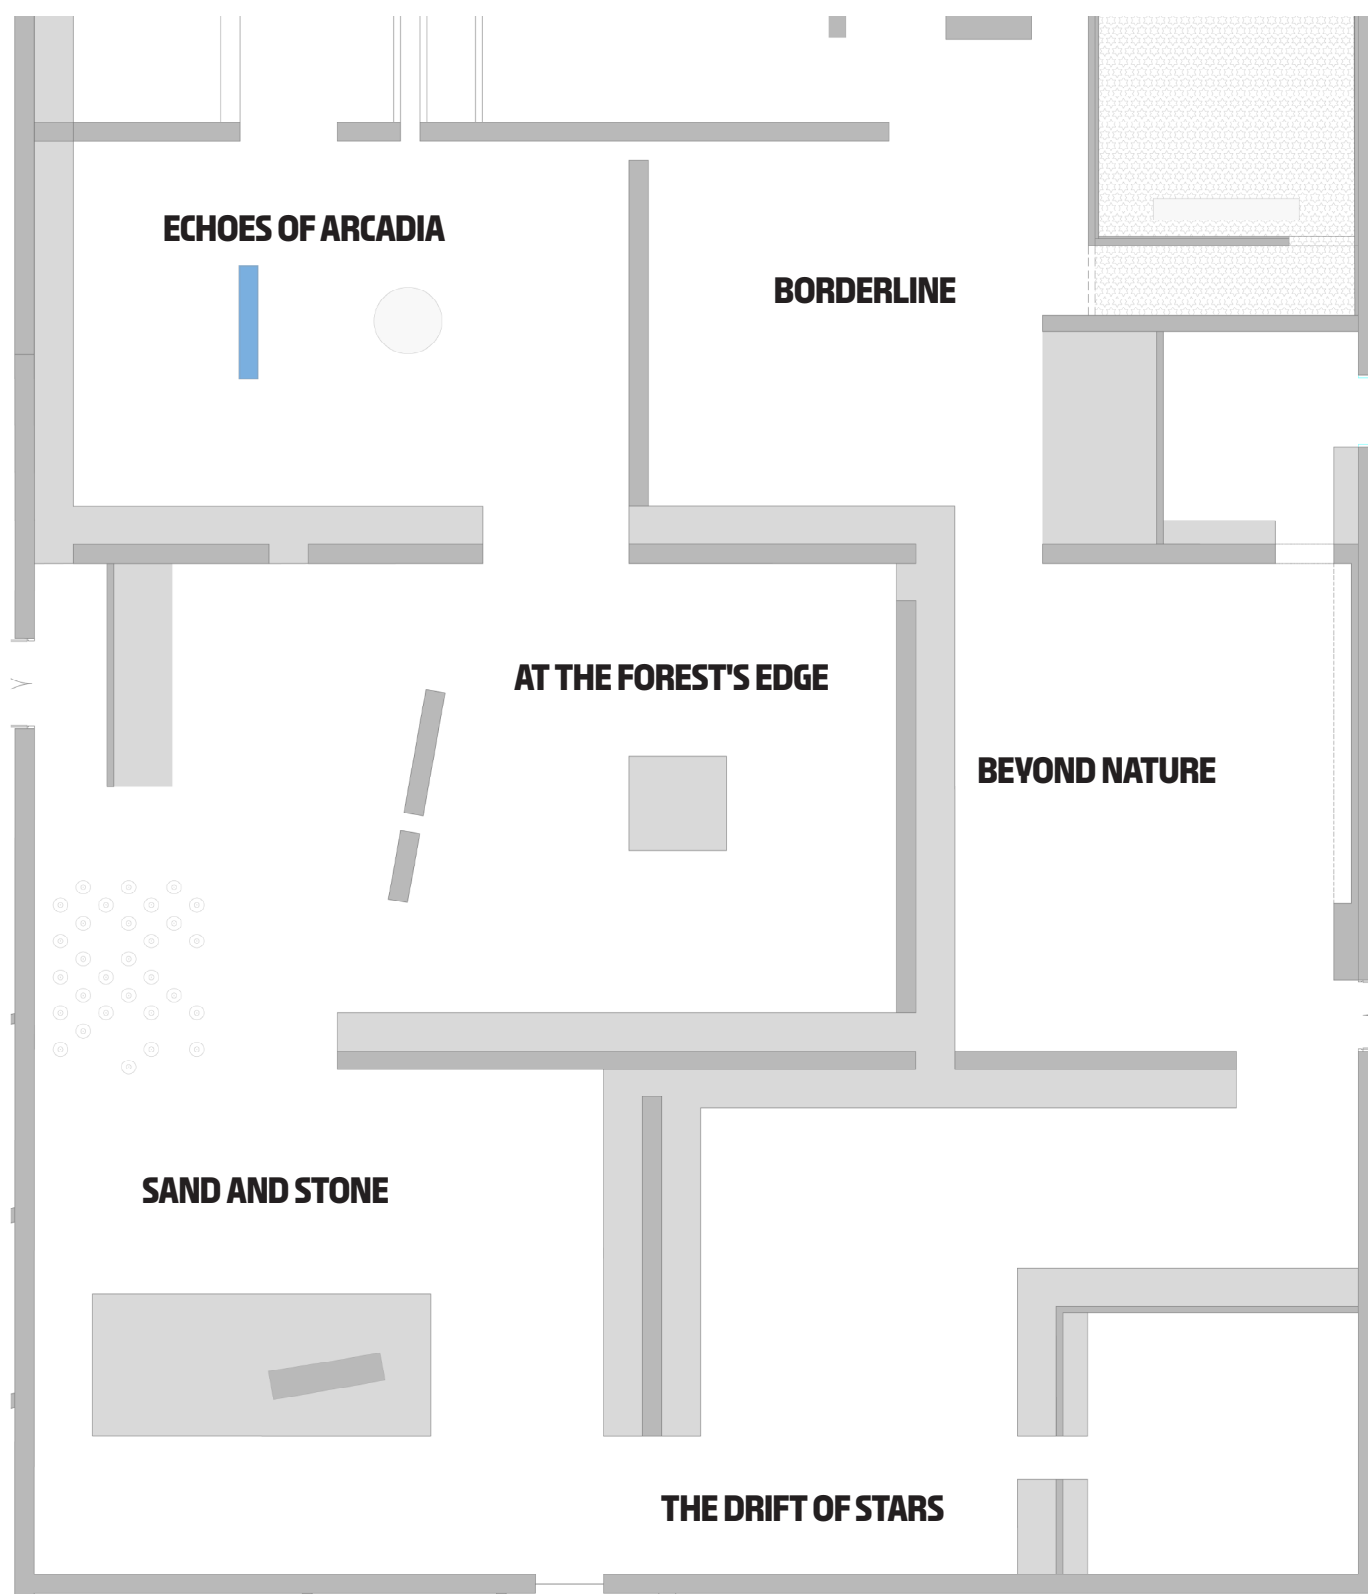 ECHOES OF ARCADIA
BORDERLINE
AT THE FOREST'S EDGE
BEYOND NATURE
SAND AND STONE
THE DRIFT OF STARS